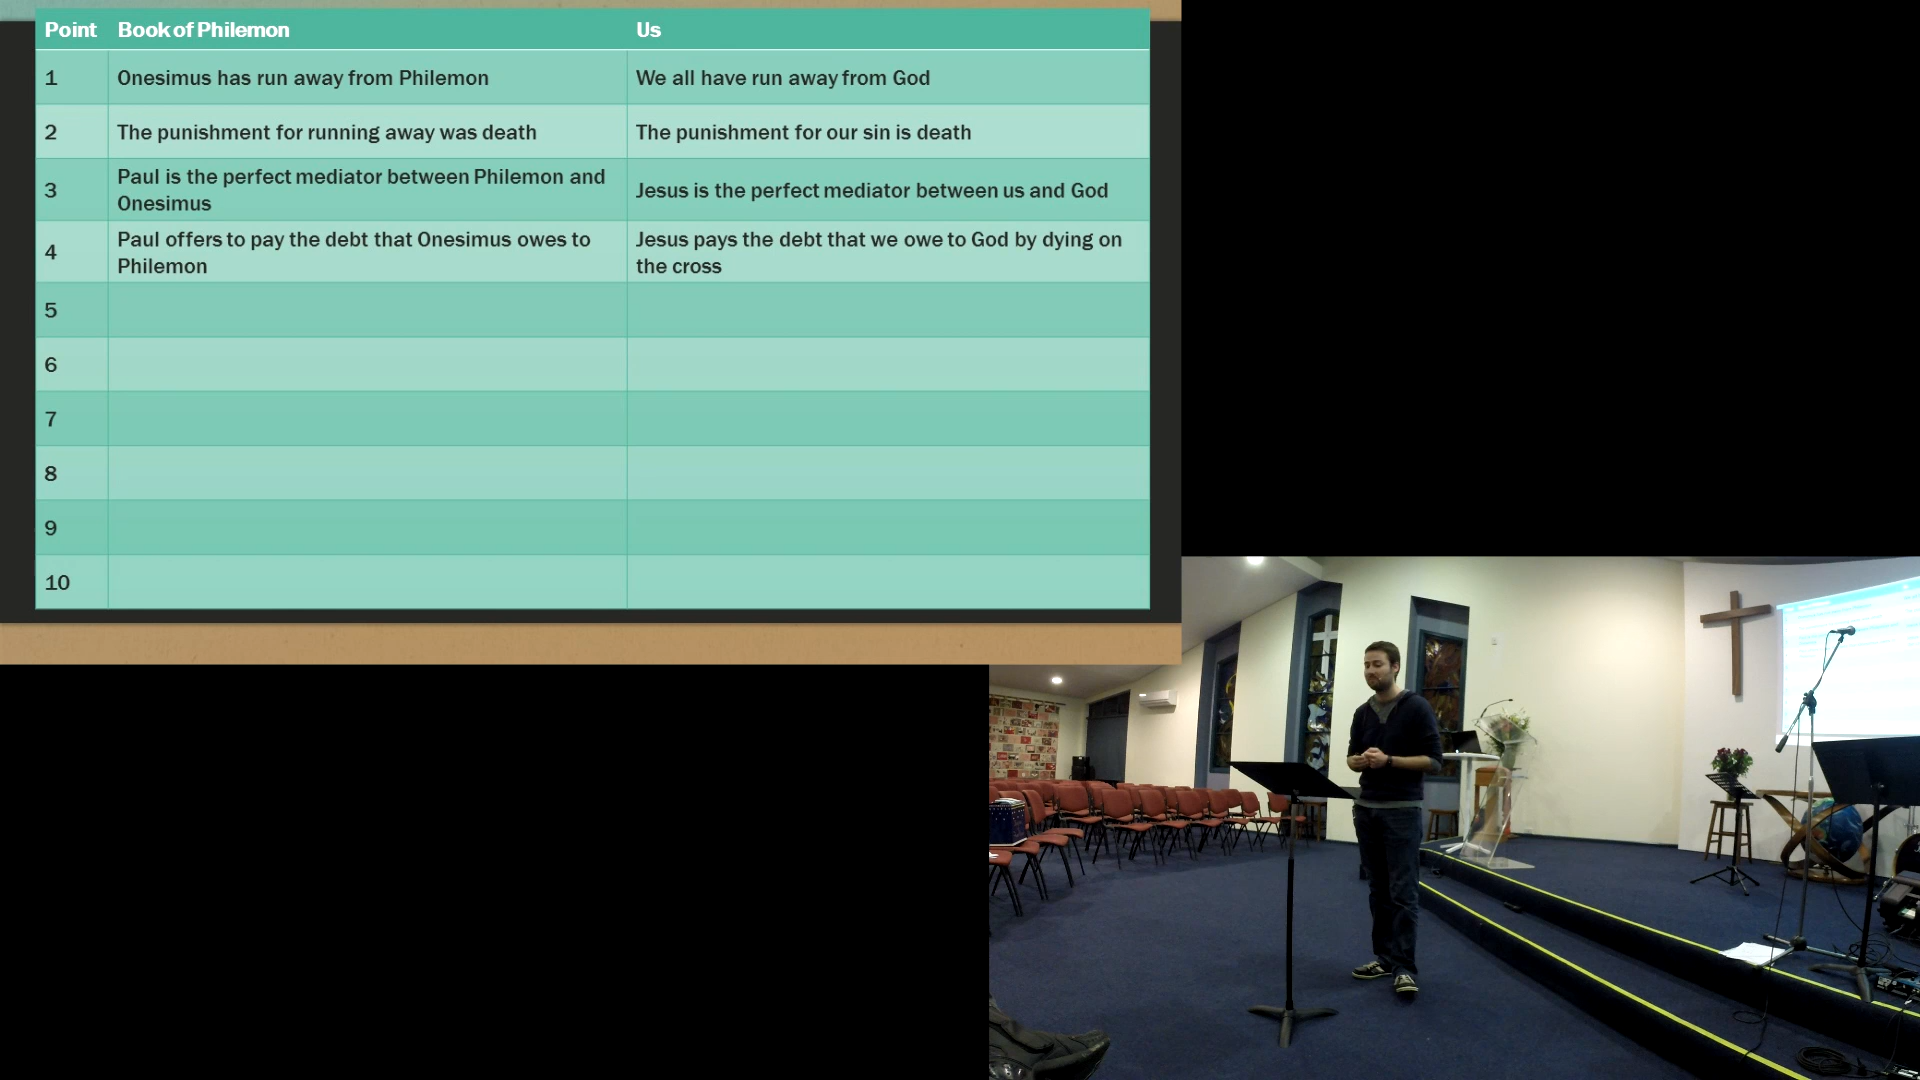 Point Book of Philemon Us
1 Onesimus has run away from Philemon We all have run away from God
2 The punishment for running away was death The punishment for our sin is death
3 Paul is the perfect mediator between Philemon and
Onesimus
Jesus is the perfect mediator between us and God
4 Paul offers to pay the debt that Onesimus owes to
Philemon
Jesus pays the debt that we owe to God by dying on
the cross
5
6
7
8
9
10